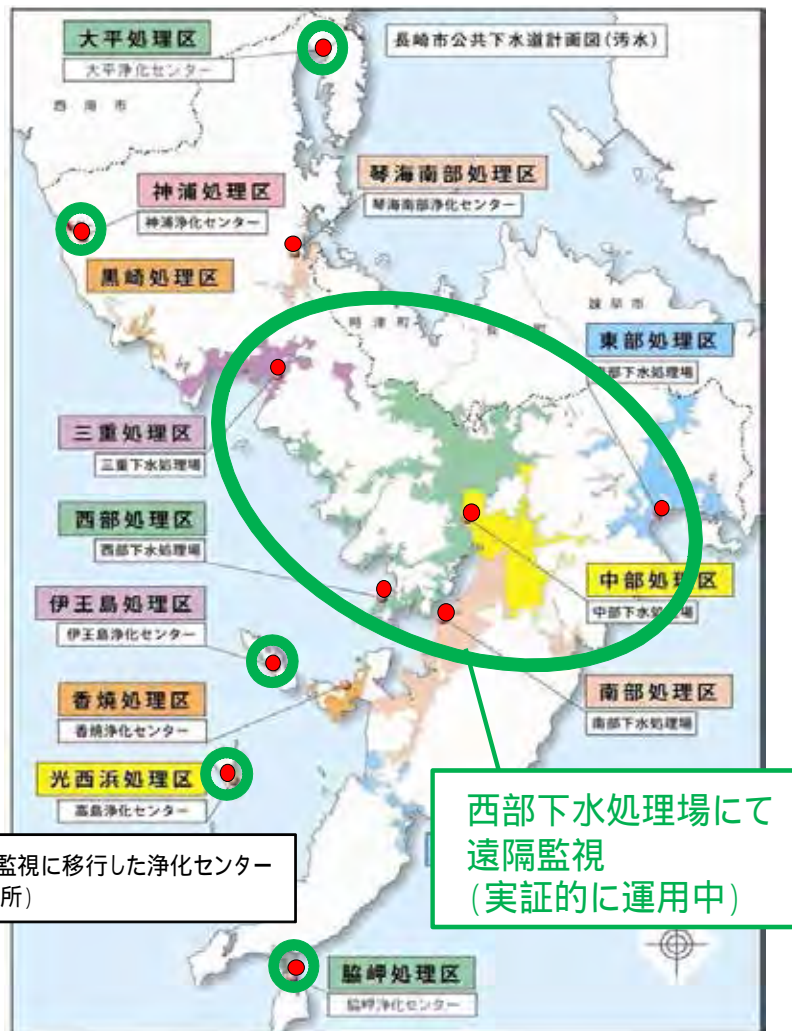 大平処理区
大平浄化センター
長崎市公共下水道計画図(汚水)
西海市
神浦処理区
神浦浄化センター
琴海南部処理区
琴海南部浄化センター
黒崎処理区
時津町
諫早市
東部処理区
部下水処理場
三重処理区
三重下水処理場
西部処理区
西部下水処理場
中部処理区
中部下水処理場
伊王島処理区
伊王島浄化センター
香焼処理区
香焼浄化センター
南部処理区
南部下水処理場
光西浜処理区
高島浄化センター
西部下水処理場にて
遠隔監視
(実証的に運用中)
監視に移行した浄化センター
所)
脇岬処理区
脇岬浄化センター